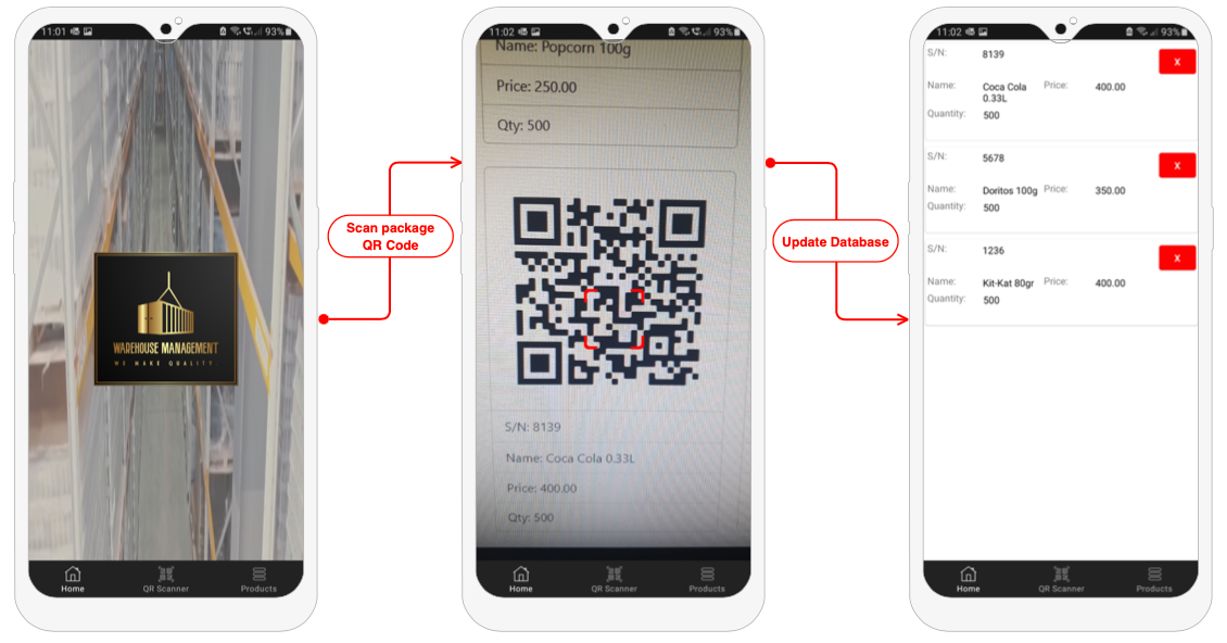 11:01
93%
WAREHOUSE MANAGEMENT
WE MAKE QUALITY
Home
QR Scanner
Products
Scan package
QR Code
11:02
93%
Name: Popcorn 100g
Price: 250.00
Qty: 500
S/N: 8139
Name: Coca Cola 0.33L
Price: 400.00
Qty: 500
Home
QR Scanner
Products
Update Database
11:02
93%
S/N: 8139
X
Name: Coca Cola Price: 400.00
0.33L
Quantity: 500
S/N: 5678
X
Name: Doritos 100g Price: 350.00
Quantity: 500
S/N: 1236
X
Name: Kit-Kat 80gr Price: 400.00
Quantity: 500
Home
QR Scanner
Products